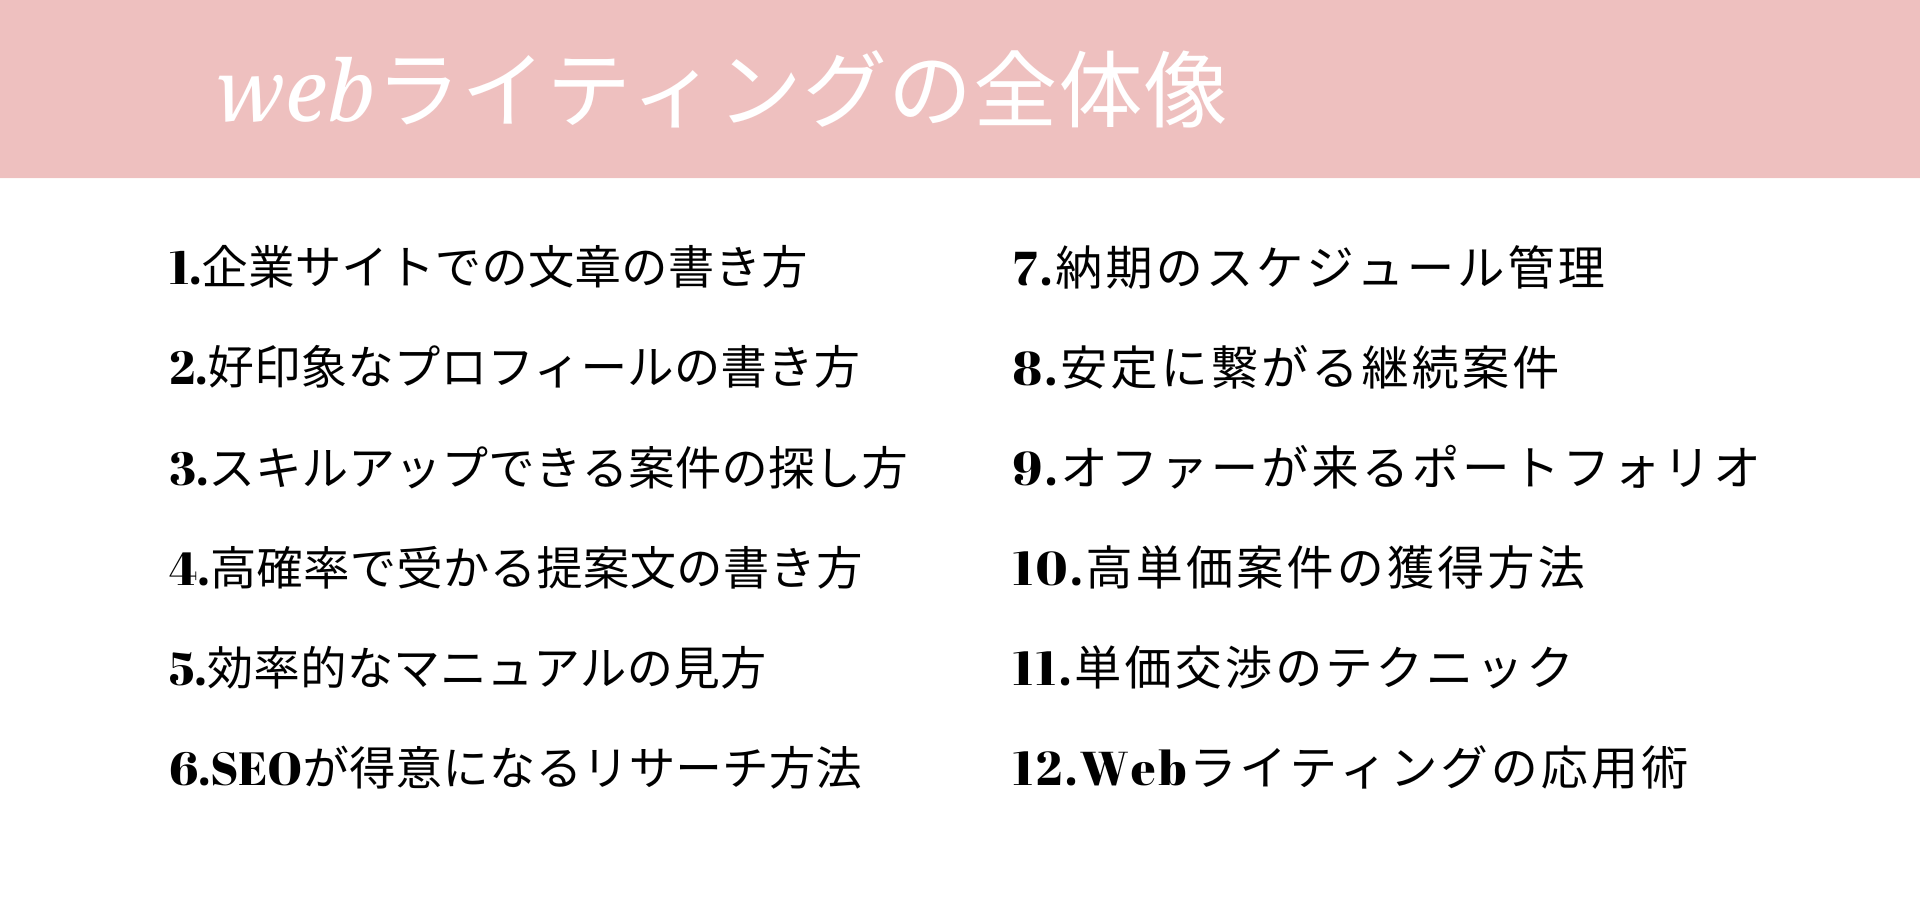 webライティングの全体像
1.企業サイトでの文章の書き方
2.好印象なプロフィールの書き方
3.スキルアップできる案件の探し方
4.高確率で受かる提案文の書き方
5.効率的なマニュアルの見方
6.SEOが得意になるリサーチ方法
7.納期のスケジュール管理
8.安定に繋がる継続案件
9.オファーが来るポートフォリオ
10.高単価案件の獲得方法
11.単価交渉のテクニック
12.Webライティングの応用術